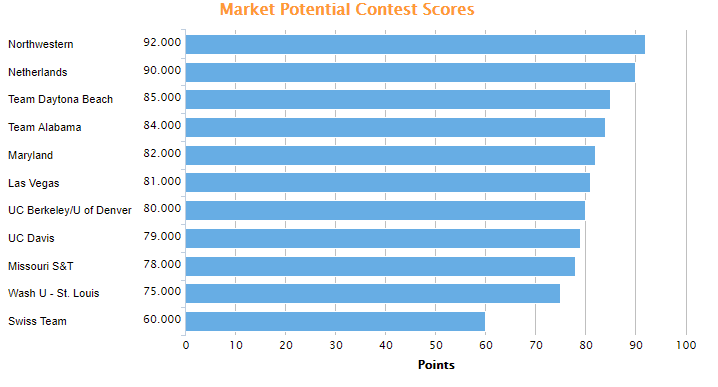 Market Potential Contest Scores
Northwestern 92.000
Netherlands 90.000
Team Daytona Beach 85.000
Team Alabama 84.000
Maryland 82.000
Las Vegas 81.000
UC Berkeley/U of Denver 80.000
UC Davis 79.000
Missouri S&T 78.000
Wash U - St. Louis 75.000
Swiss Team 60.000
0 10 20 30 40 50 60 70 80 90 100
Points